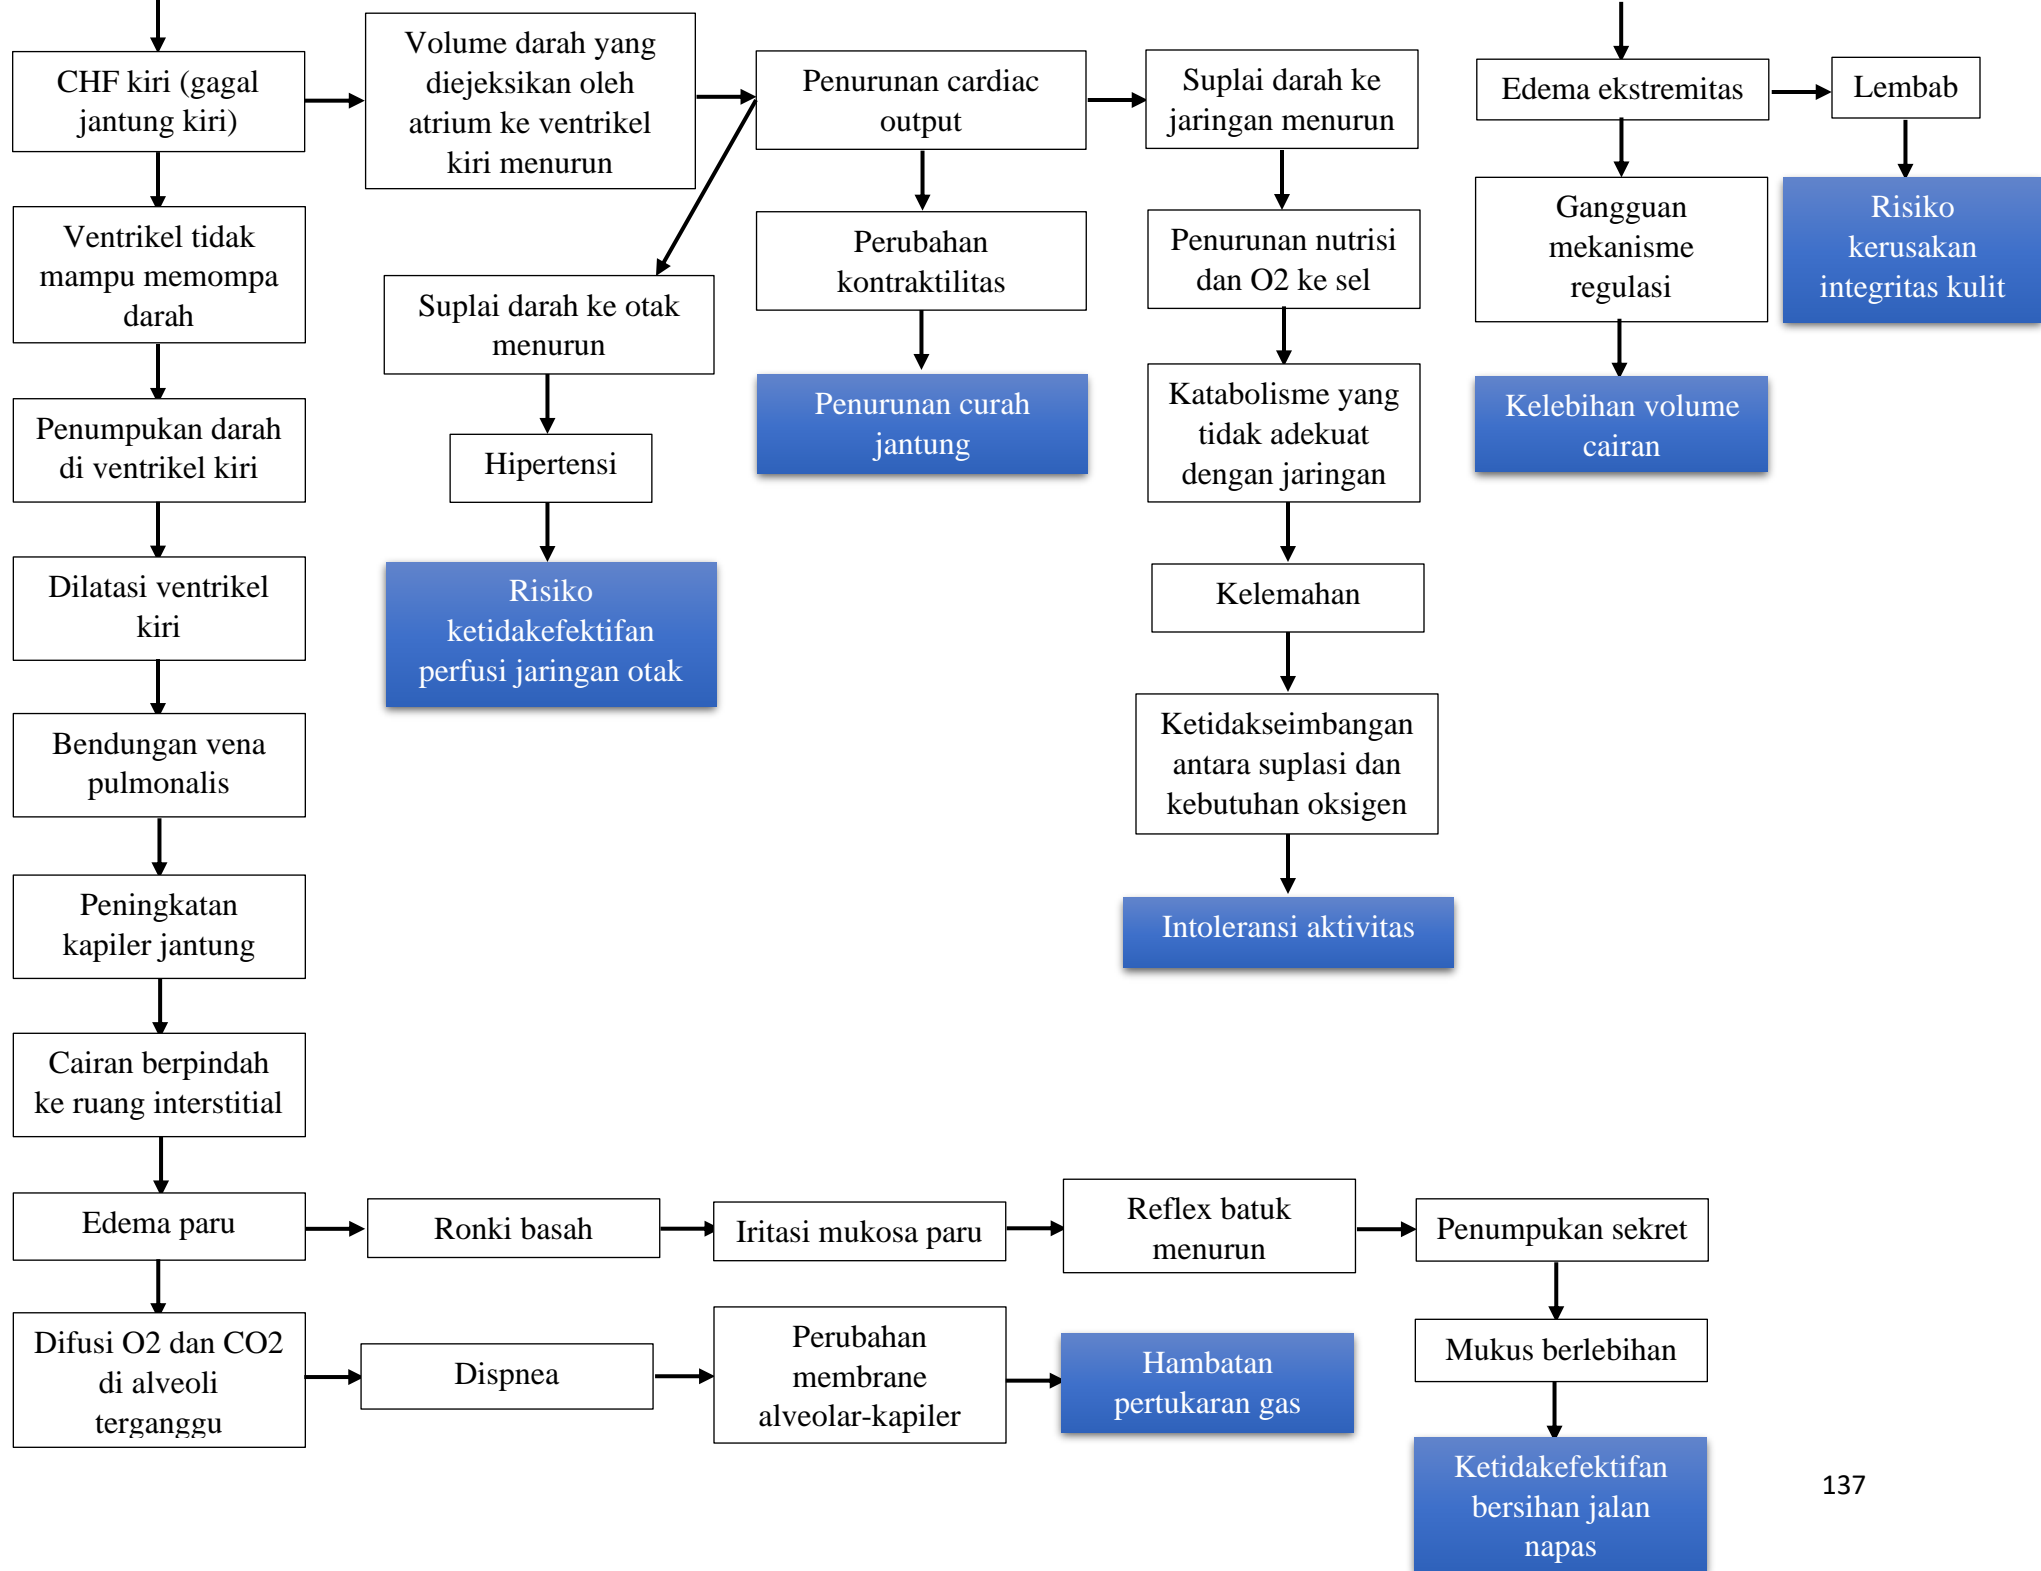 CHF kiri (gagal
jantung kiri)
Volume darah yang
diejeksikan oleh
atrium ke ventrikel
kiri menurun
Penurunan cardiac
output
Suplai darah ke
jaringan menurun
Edema ekstremitas
Lembab
Ventrikel tidak
mampu memompa
darah
Suplai darah ke otak
menurun
Perubahan
kontraktilitas
Penurunan nutrisi
dan O2 ke sel
Gangguan
mekanisme
regulasi
Risiko
kerusakan
integritas kulit
Penumpukan darah
di ventrikel kiri
Hipertensi
Penurunan curah
jantung
Katabolisme yang
tidak adekuat
dengan jaringan
Kelebihan volume
cairan
Dilatasi ventrikel
kiri
Risiko
ketidakefektifan
perfusi jaringan otak
Kelemahan
Bendungan vena
pulmonalis
Ketidakseimbangan
antara suplasi dan
kebutuhan oksigen
Peningkatan
kapiler jantung
Intoleransi aktivitas
Cairan berpindah
ke ruang interstitial
Edema paru
Ronki basah
Iritasi mukosa paru
Reflex batuk
menurun
Penumpukan sekret
Difusi O2 dan CO2
di alveoli
terganggu
Dispnea
Perubahan
membrane
alveolar-kapiler
Hambatan
pertukaran gas
Mukus berlebihan
Ketidakefektifan
bersihan jalan
napas
137